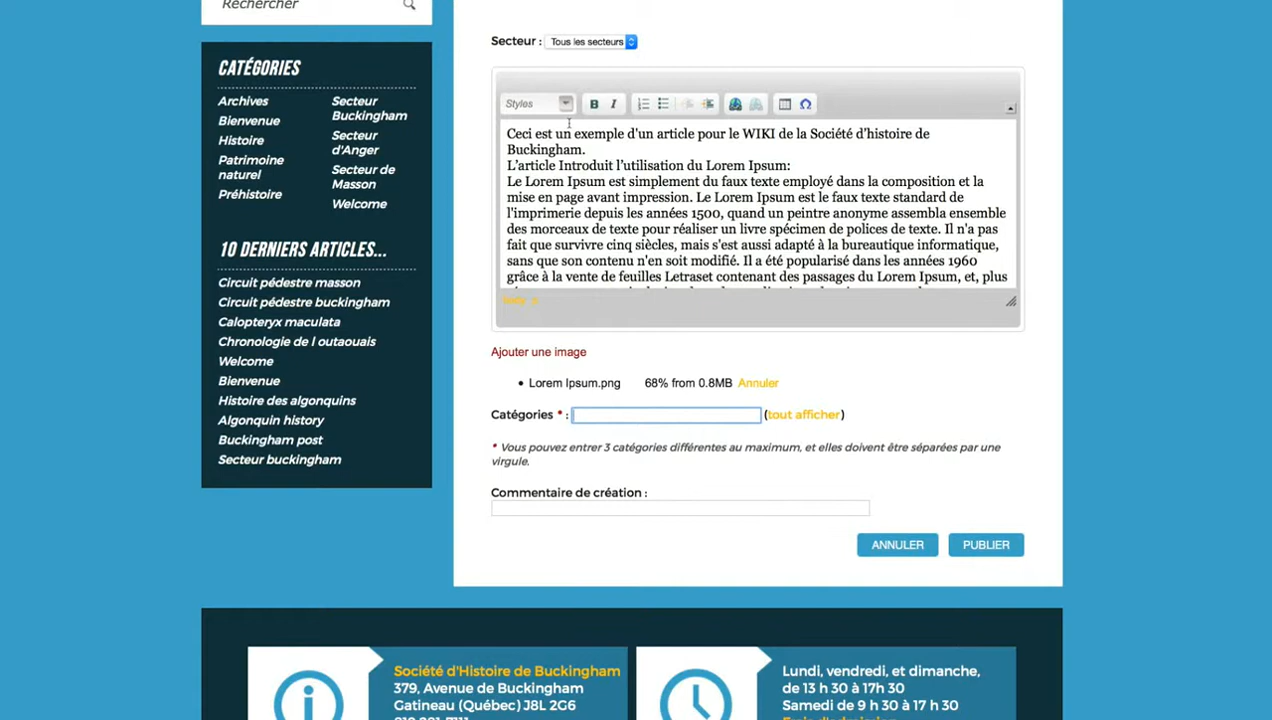 Rechercher
CATÉGORIES
Archives
Bienvenue
Histoire
Patrimoine
naturel
Préhistoire
Secteur
Buckingham
Secteur
d'Anger
Secteur de
Masson
Welcome
10 DERNIERS ARTICLES...
Circuit pédestre masson
Circuit pédestre buckingham
Calopteryx maculata
Chronologie de l outaouais
Welcome
Bienvenue
Histoire des algonquins
Algonquin history
Buckingham post
Secteur buckingham
Secteur : Tous les secteurs
Styles B I
Ceci est un exemple d'un article pour le WIKI de la Société d'histoire de
Buckingham.
L'article Introduit l'utilisation du Lorem Ipsum:
Le Lorem Ipsum est simplement du faux texte employé dans la composition et la
mise en page avant impression. Le Lorem Ipsum est le faux texte standard de
l'imprimerie depuis les années 1500, quand un peintre anonyme assembla ensemble
des morceaux de texte pour réaliser un livre spécimen de polices de texte. Il n'a pas
fait que survivre cinq siècles, mais s'est aussi adapté à la bureautique informatique,
sans que son contenu n'en soit modifié. Il a été popularisé dans les années 1960
grâce à la vente de feuilles Letraset contenant des passages du Lorem Ipsum, et, plus
Ajouter une image
• Lorem Ipsum.png 68% from 0.8MB Annuler
Catégories * : (tout afficher)
* Vous pouvez entrer 3 catégories différentes au maximum, et elles doivent être séparées par une
virgule.
Commentaire de création :
ANNULER PUBLIER
Société d'Histoire de Buckingham
379, Avenue de Buckingham
Gatineau (Québec) J8L 2G6
Lundi, vendredi, et dimanche,
de 13 h 30 à 17h 30
Samedi de 9 h 30 à 17 h 30